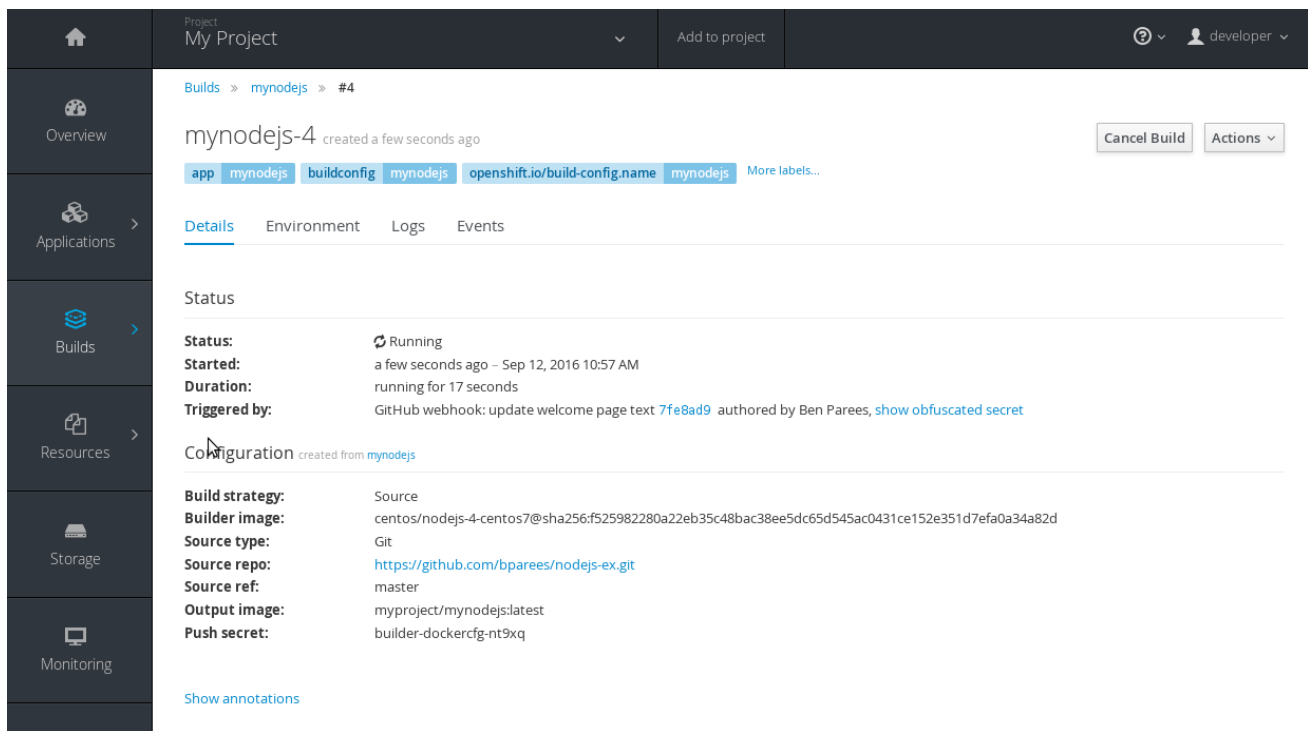 Project
My Project
Add to project
developer
Overview
Applications
Builds
Resources
Storage
Monitoring
Builds » mynodejs » #4
mynodejs-4 created a few seconds ago
Cancel Build
Actions
app mynodejs buildconfig mynodejs openshift.io/build-config.name mynodejs More labels...
Details Environment Logs Events
Status
Status: Running
Started: a few seconds ago – Sep 12, 2016 10:57 AM
Duration: running for 17 seconds
Triggered by: GitHub webhook: update welcome page text 7fe8ad9 authored by Ben Parees, show obfuscated secret
Configuration created from mynodejs
Build strategy: Source
Builder image: centos/nodejs-4-centos7@sha256:f525982280a22eb35c48bac38ee5dc65d545ac0431ce152e351d7efa0a34a82d
Source type: Git
Source repo: https://github.com/bparees/nodejs-ex.git
Source ref: master
Output image: myproject/mynodejs:latest
Push secret: builder-dockercfg-nt9xq
Show annotations